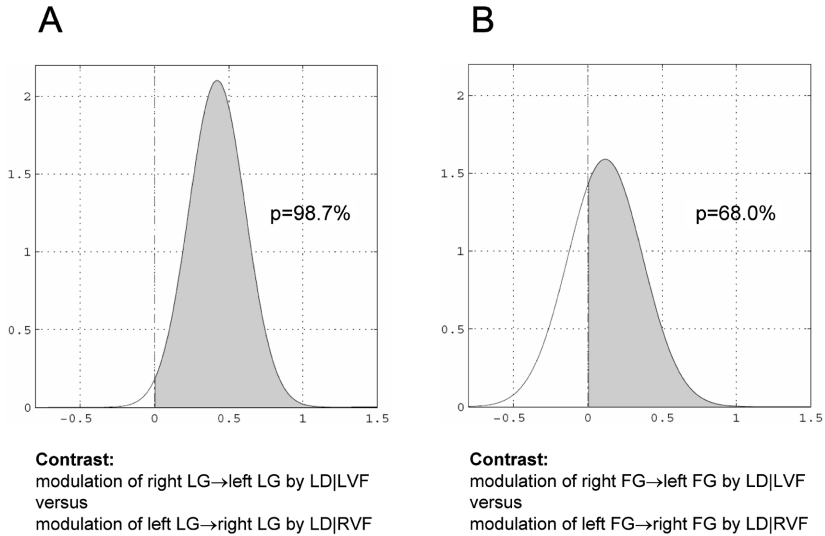 A
2
1.5
1
0.5
0
−0.5
0
0.5
1
1.5
p=98.7%
Contrast:
modulation of right LG→left LG by LD|LVF
versus
modulation of left LG→right LG by LD|RVF
B
2
1.5
1
0.5
0
−0.5
0
0.5
1
1.5
p=68.0%
Contrast:
modulation of right FG→left FG by LD|LVF
versus
modulation of left FG→right FG by LD|RVF